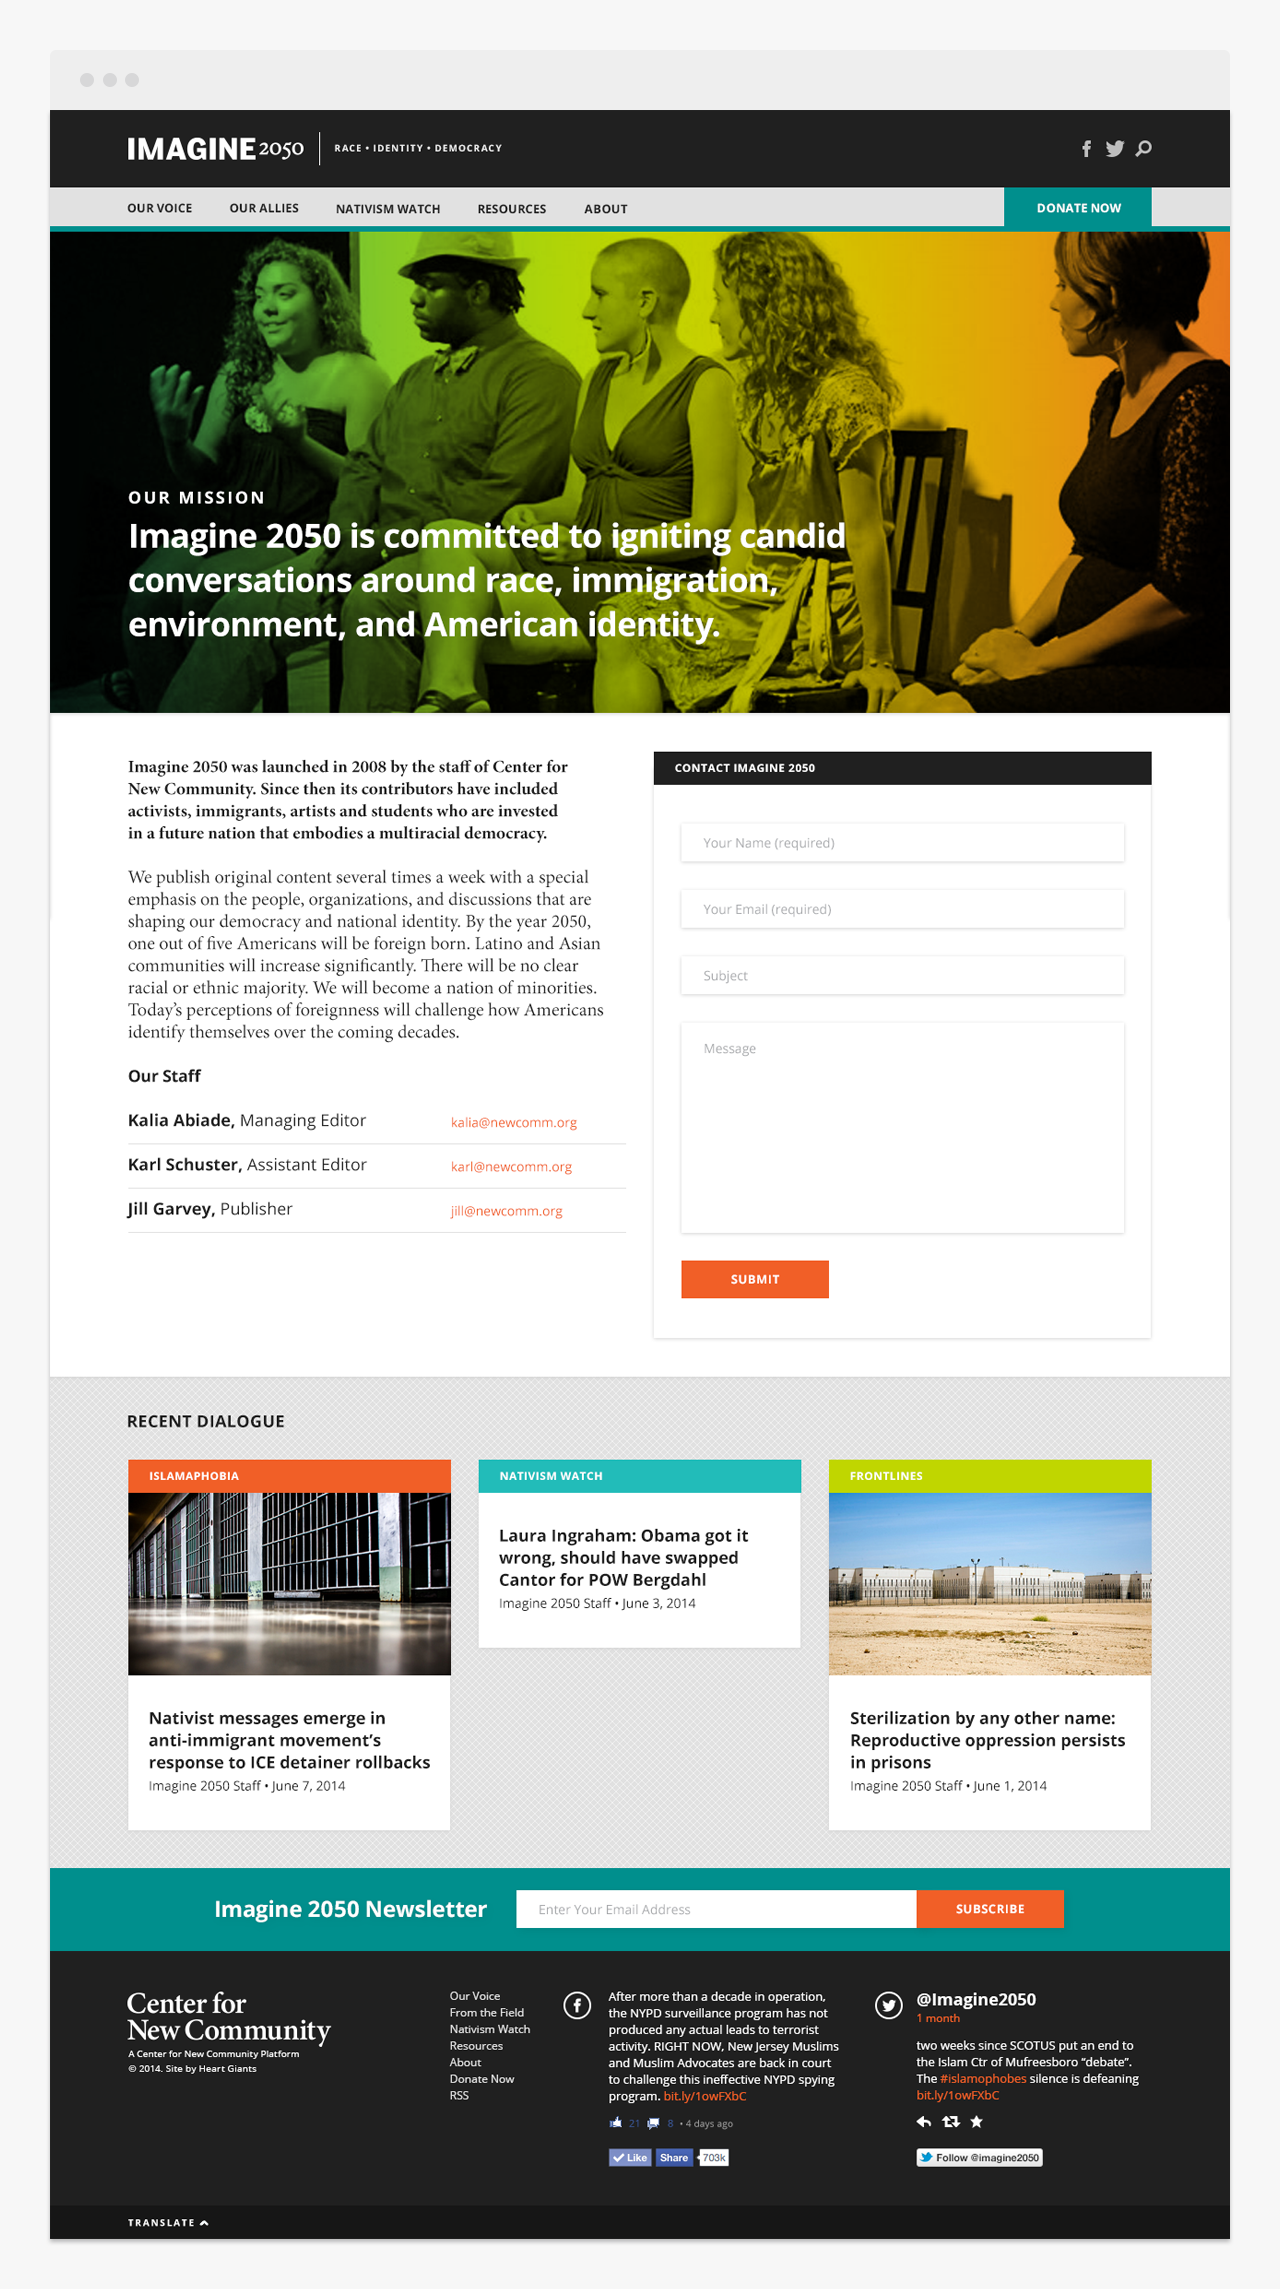 IMAGINE 2050
RACE • IDENTITY • DEMOCRACY
OUR VOICE
OUR ALLIES
NATIVISM WATCH
RESOURCES
ABOUT
DONATE NOW
OUR MISSION
Imagine 2050 is committed to igniting candid
conversations around race, immigration,
environment, and American identity.
Imagine 2050 was launched in 2008 by the staff of Center for
New Community. Since then its contributors have included
activists, immigrants, artists and students who are invested
in a future nation that embodies a multiracial democracy.
We publish original content several times a week with a special
emphasis on the people, organizations, and discussions that are
shaping our democracy and national identity. By the year 2050,
one out of five Americans will be foreign born. Latino and Asian
communities will increase significantly. There will be no clear
racial or ethnic majority. We will become a nation of minorities.
Today's perceptions of foreignness will challenge how Americans
identify themselves over the coming decades.
Our Staff
Kalia Abiade, Managing Editor kalia@newcomm.org
Karl Schuster, Assistant Editor karl@newcomm.org
Jill Garvey, Publisher jill@newcomm.org
CONTACT IMAGINE 2050
Your Name (required)
Your Email (required)
Subject
Message
SUBMIT
RECENT DIALOGUE
ISLAMAPHOBIA
Nativist messages emerge in
anti-immigrant movement's
response to ICE detainer rollbacks
Imagine 2050 Staff • June 7, 2014
NATIVISM WATCH
Laura Ingraham: Obama got it
wrong, should have swapped
Cantor for POW Bergdahl
Imagine 2050 Staff • June 3, 2014
FRONTLINES
Sterilization by any other name:
Reproductive oppression persists
in prisons
Imagine 2050 Staff • June 1, 2014
Imagine 2050 Newsletter
Enter Your Email Address
SUBSCRIBE
Center for
New Community
A Center for New Community Platform
© 2014. Site by Heart Giants
Our Voice
From the Field
Nativism Watch
Resources
About
Donate Now
RSS
After more than a decade in operation,
the NYPD surveillance program has not
produced any actual leads to terrorist
activity. RIGHT NOW, New Jersey Muslims
and Muslim Advocates are back in court
to challenge this ineffective NYPD spying
program. bit.ly/1owFXbC
21 8 • 4 days ago
Like Share 703k
@Imagine2050
1 month
two weeks since SCOTUS put an end to
the Islam Ctr of Mufreesboro "debate".
The #islamophobes silence is defeaning
bit.ly/1owFXbC
Follow @imagine2050
TRANSLATE